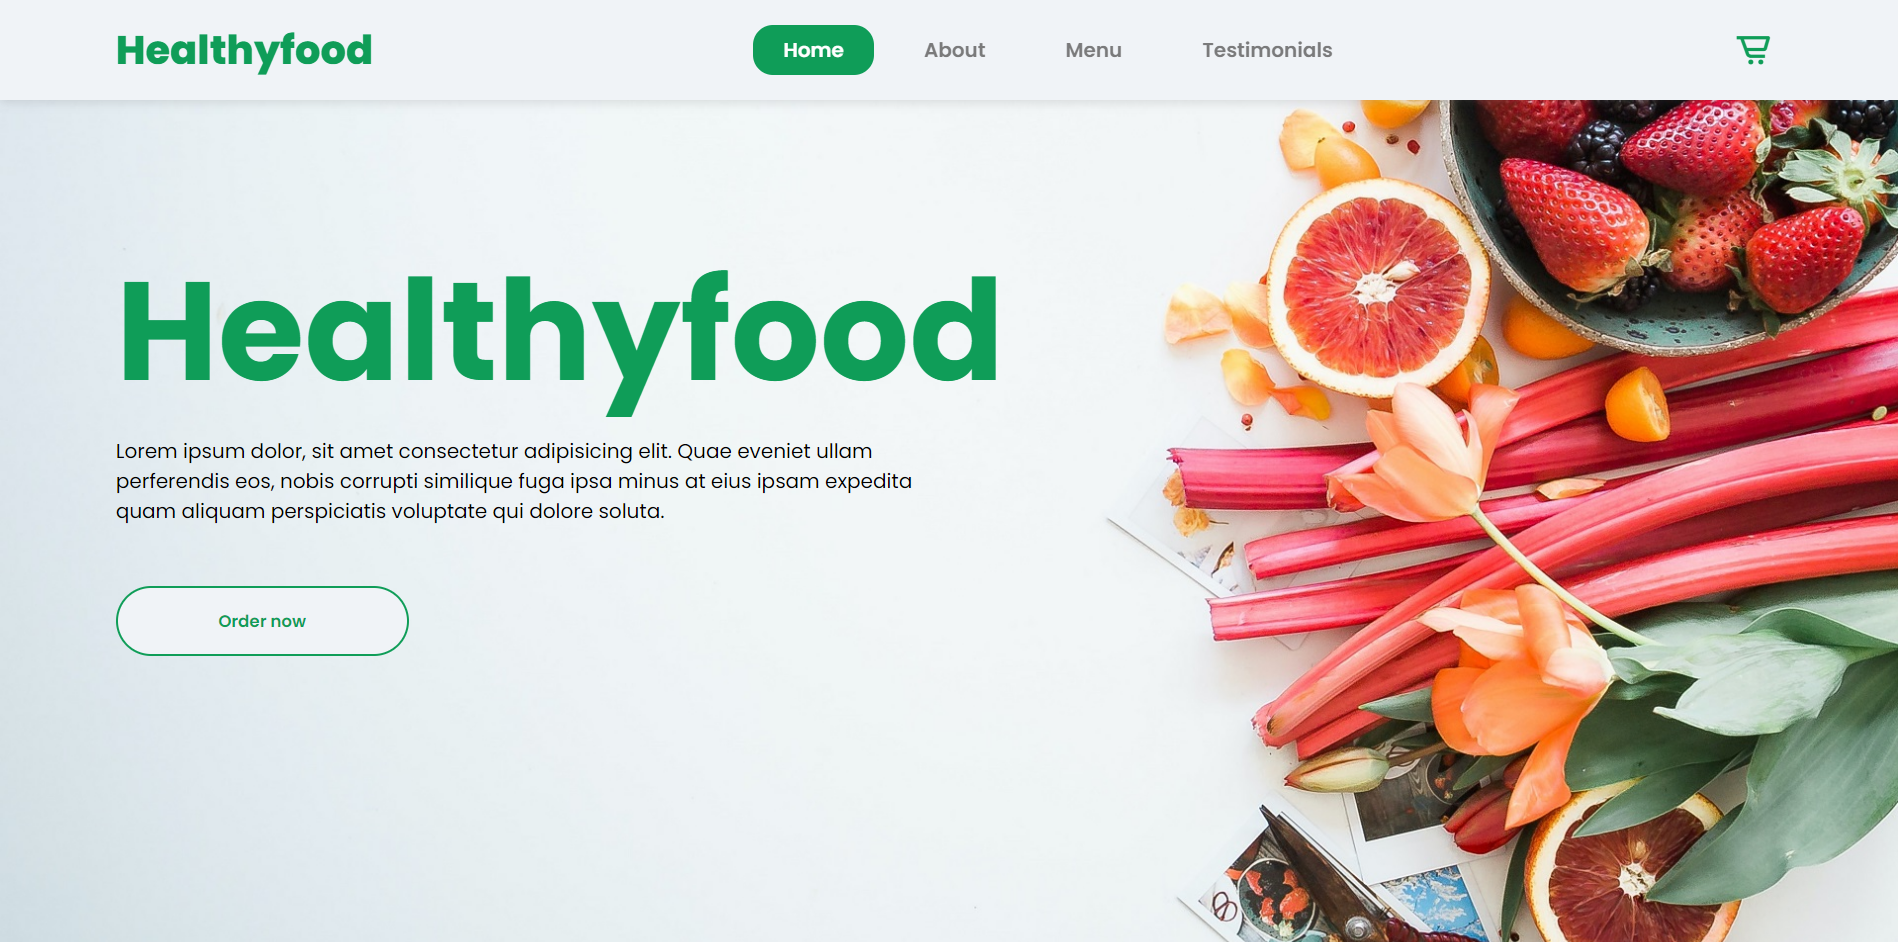 Healthyfood
Home About Menu Testimonials
Healthyfood
Lorem ipsum dolor, sit amet consectetur adipisicing elit. Quae eveniet ullam
perferendis eos, nobis corrupti similique fuga ipsa minus at eius ipsam expedita
quam aliquam perspiciatis voluptate qui dolore soluta.
Order now